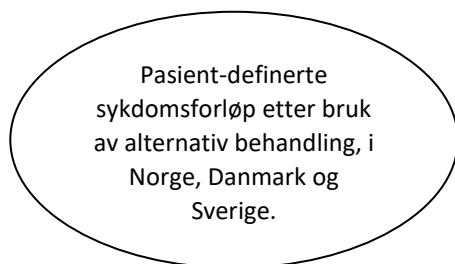 Pasient-definerte
sykdomsforløp etter bruk
av alternativ behandling, i
Norge, Danmark og
Sverige.